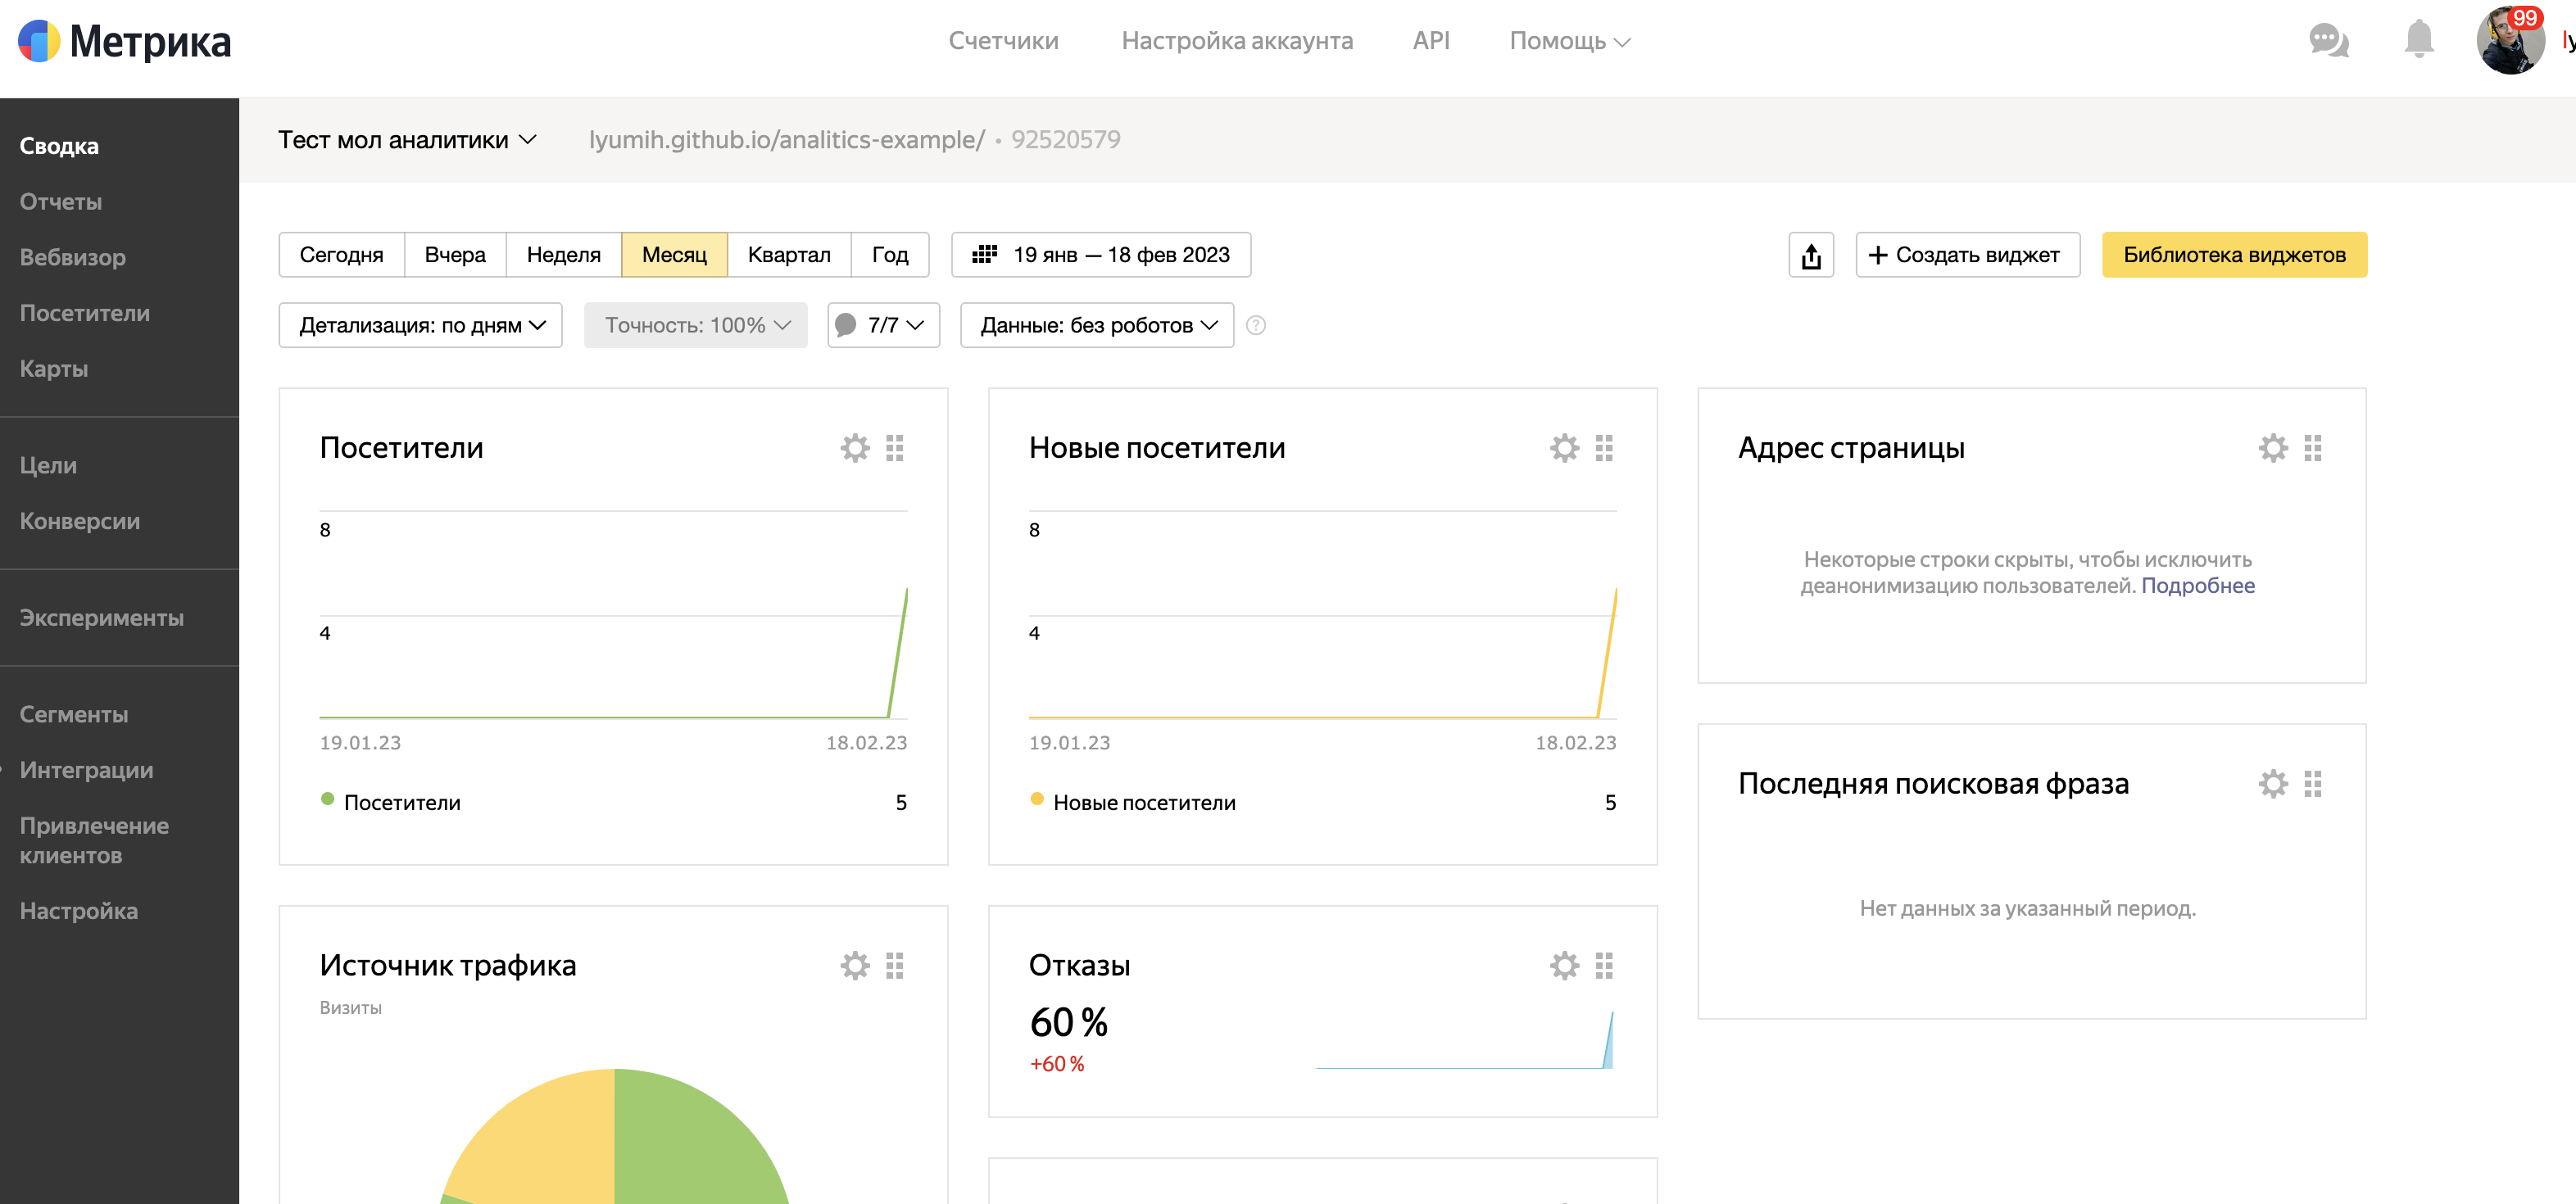 Метрика
Счетчики
Настройка аккаунта
API
Помощь
99
ly
Сводка
Отчеты
Вебвизор
Посетители
Карты
Цели
Конверсии
Эксперименты
Сегменты
Интеграции
Привлечение
клиентов
Настройка
Тест мол аналитики
lyumih.github.io/analitics-example/ • 92520579
Сегодня
Вчера
Неделя
Месяц
Квартал
Год
19 янв — 18 фев 2023
Создать виджет
Библиотека виджетов
Детализация: по дням
Точность: 100%
7/7
Данные: без роботов
?
Посетители
8
4
19.01.23
18.02.23
Посетители
5
Новые посетители
8
4
19.01.23
18.02.23
Новые посетители
5
Адрес страницы
Некоторые строки скрыты, чтобы исключить
деанонимизацию пользователей. Подробнее
Последняя поисковая фраза
Нет данных за указанный период.
Источник трафика
Визиты
Отказы
60 %
+60 %